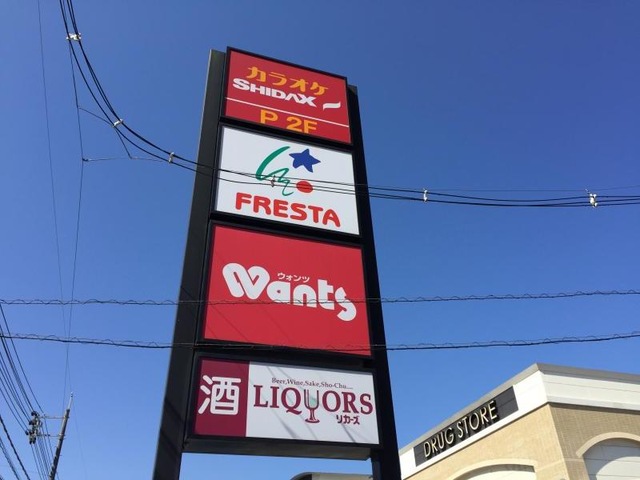 カラオケ
SHIDAX
P 2F
FRESTA
ウォンツ
Wants
酒
Beer,Wine,Sake,Sho-Chu....
LIQUORS
リカーズ
DRUG STORE